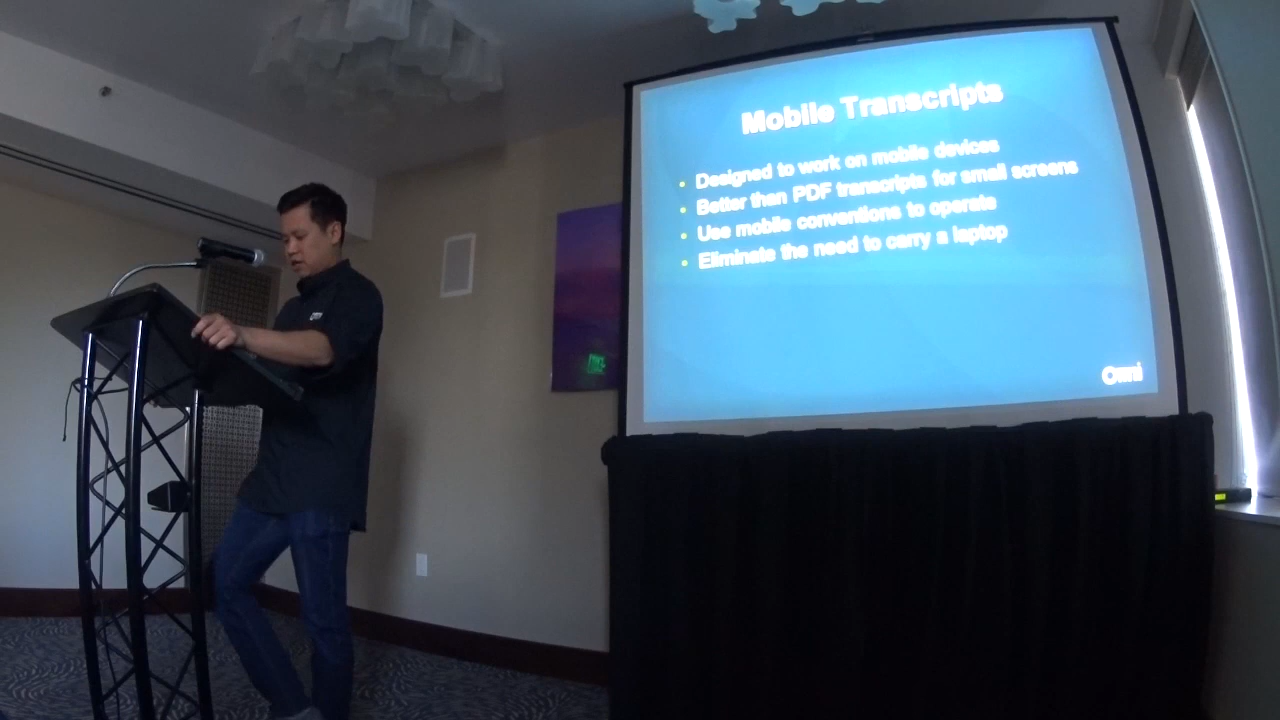 Mobile Transcripts
• Designed to work on mobile devices
• Better than PDF transcripts for small screens
• Use mobile conventions to operate
• Eliminate the need to carry a laptop
Omni